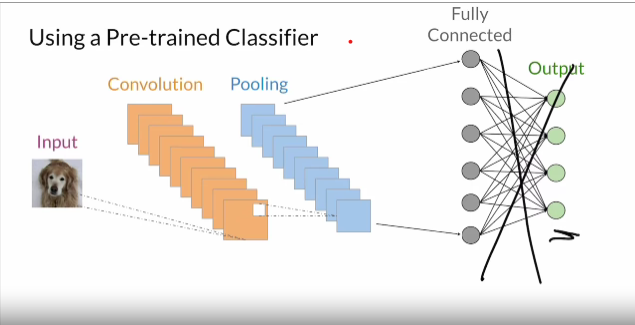 Using a Pre-trained Classifier
Fully
Connected
Output
Convolution
Pooling
Input